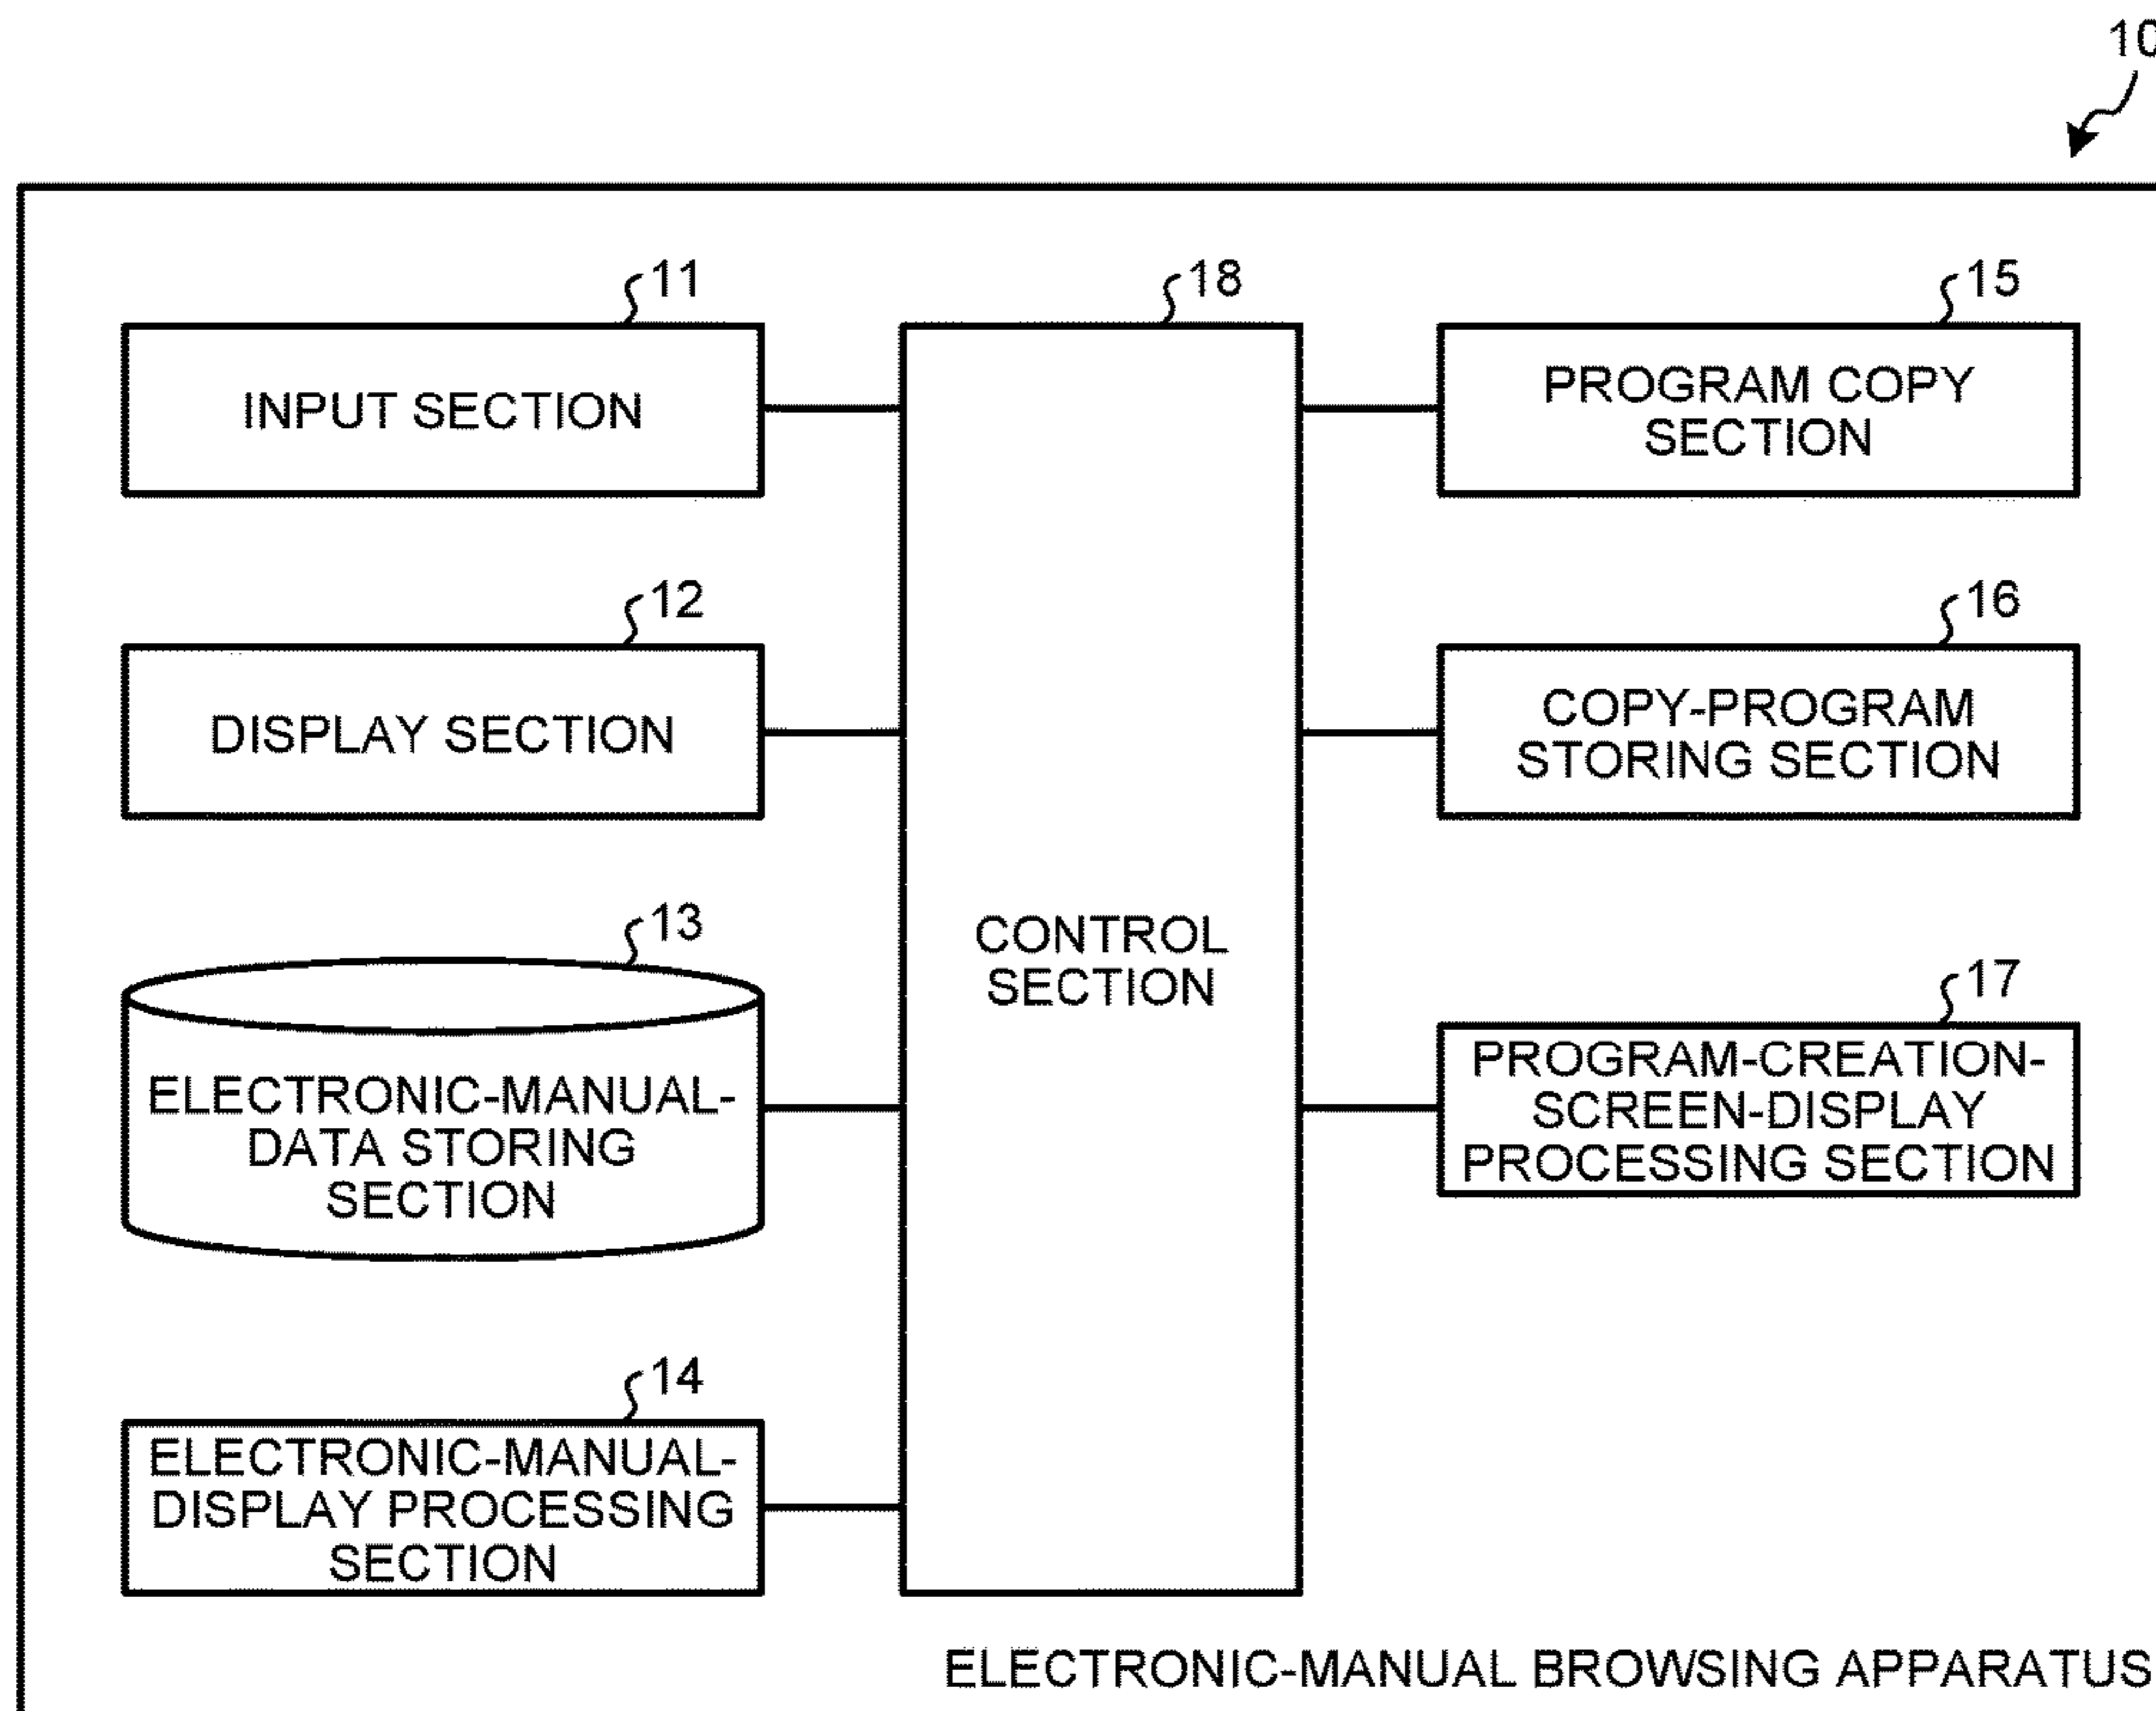 10
11
INPUT SECTION
12
DISPLAY SECTION
13
ELECTRONIC-MANUAL-
DATA STORING
SECTION
14
ELECTRONIC-MANUAL-
DISPLAY PROCESSING
SECTION
18
CONTROL
SECTION
15
PROGRAM COPY
SECTION
16
COPY-PROGRAM
STORING SECTION
17
PROGRAM-CREATION-
SCREEN-DISPLAY
PROCESSING SECTION
ELECTRONIC-MANUAL BROWSING APPARATUS